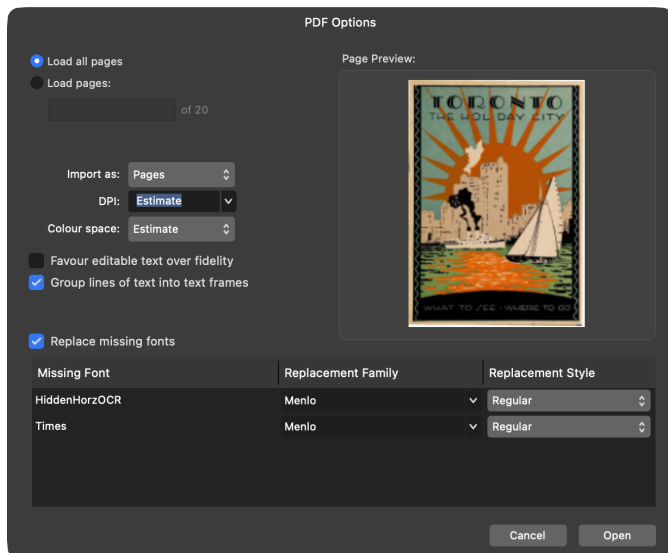 PDF Options
Load all pages
Load pages:
of 20
Import as: Pages
DPI: Estimate
Colour space: Estimate
Favour editable text over fidelity
Group lines of text into text frames
Page Preview:
TORONTO
THE HOLIDAY CITY
WHAT TO SEE - WHERE TO GO
Replace missing fonts
Missing Font Replacement Family Replacement Style
HiddenHorzOCR Menlo Regular
Times Menlo Regular
Cancel Open